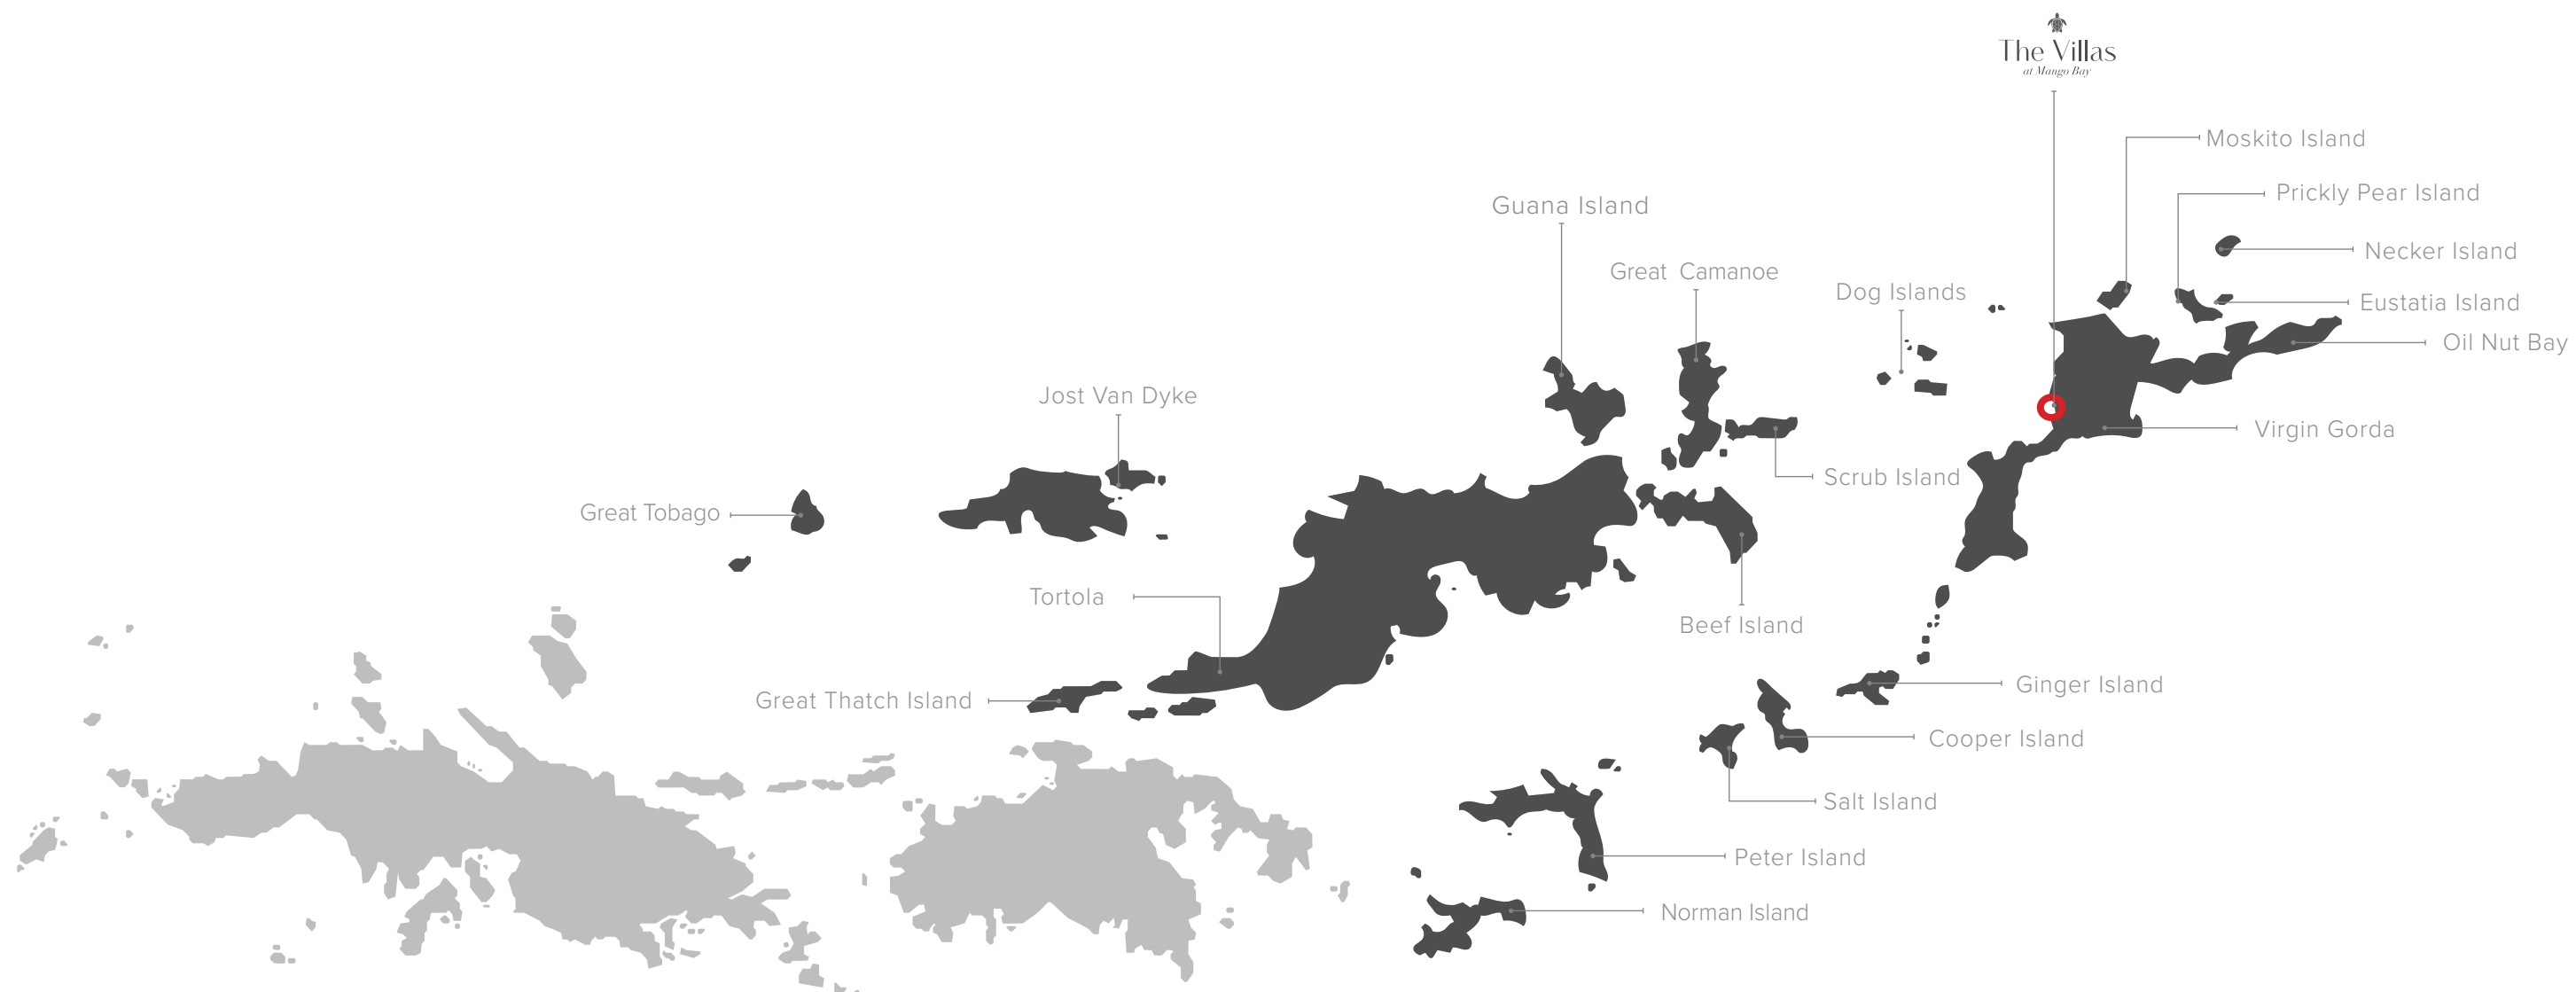 The Villas
at Mango Bay
Moskito Island
Prickly Pear Island
Guana Island
Necker Island
Great Camanoe
Dog Islands
Eustatia Island
Oil Nut Bay
Jost Van Dyke
Virgin Gorda
Scrub Island
Great Tobago
Tortola
Beef Island
Ginger Island
Great Thatch Island
Cooper Island
Salt Island
Peter Island
Norman Island